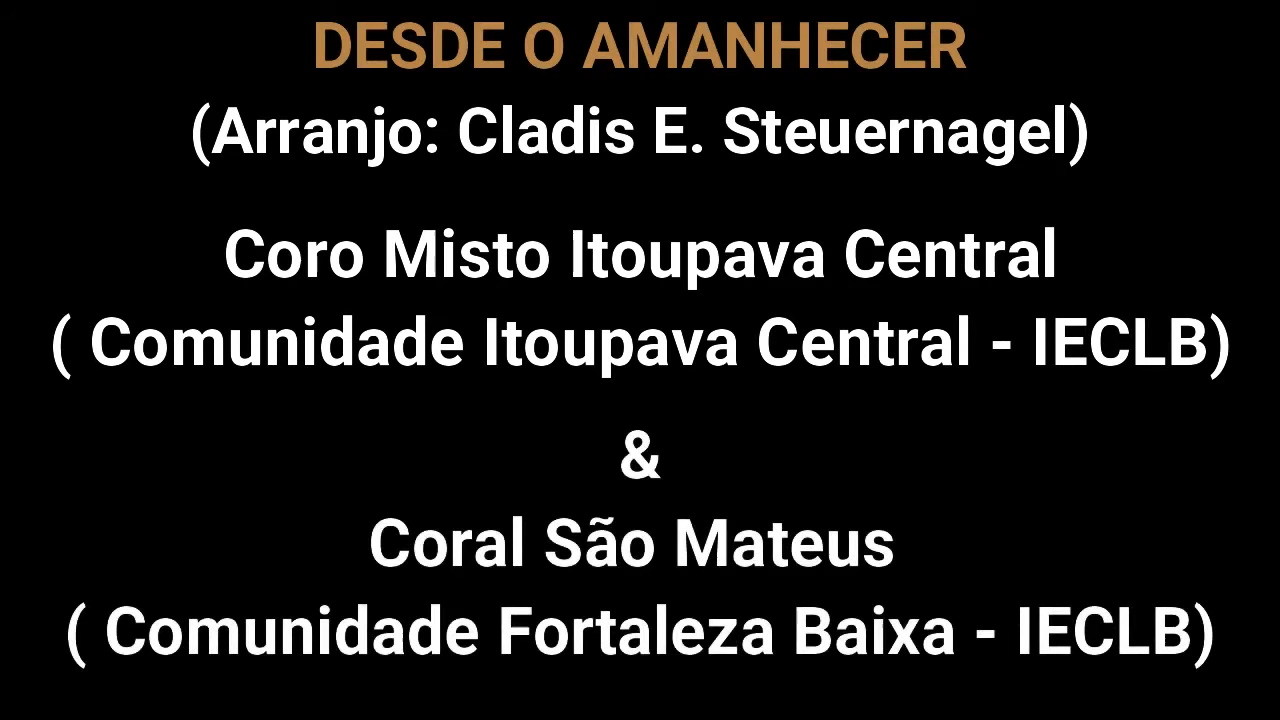 DESDE O AMANHECER
(Arranjo: Cladis E. Steuernagel)
Coro Misto Itoupava Central
( Comunidade Itoupava Central - IECLB)
&
Coral São Mateus
( Comunidade Fortaleza Baixa - IECLB)